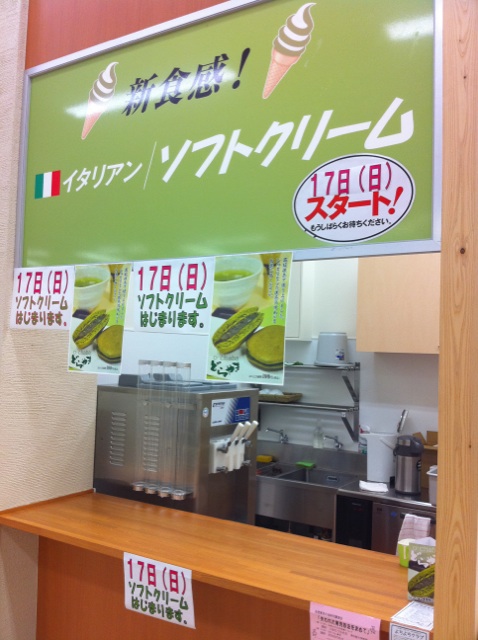 新食感!
イタリアン/ソフトクリーム
17日(日)
スタート!
もうしばらくお待ちください。
17日(日)
ソフトクリーム
はじまります。
17日(日)
ソフトクリーム
はじまります。
17日(日)
ソフトクリーム
はじまります。